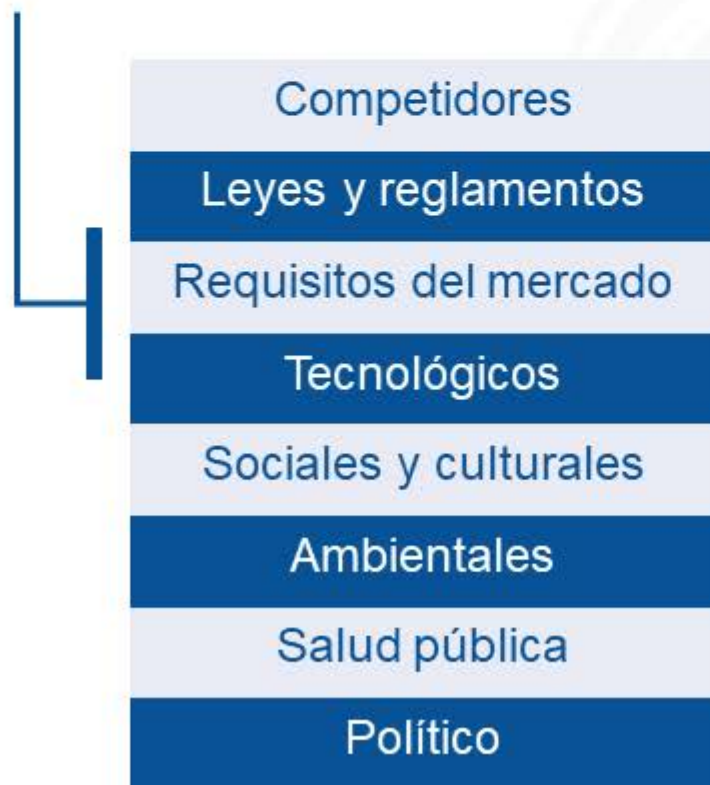 Competidores
Leyes y reglamentos
Requisitos del mercado
Tecnológicos
Sociales y culturales
Ambientales
Salud pública
Político